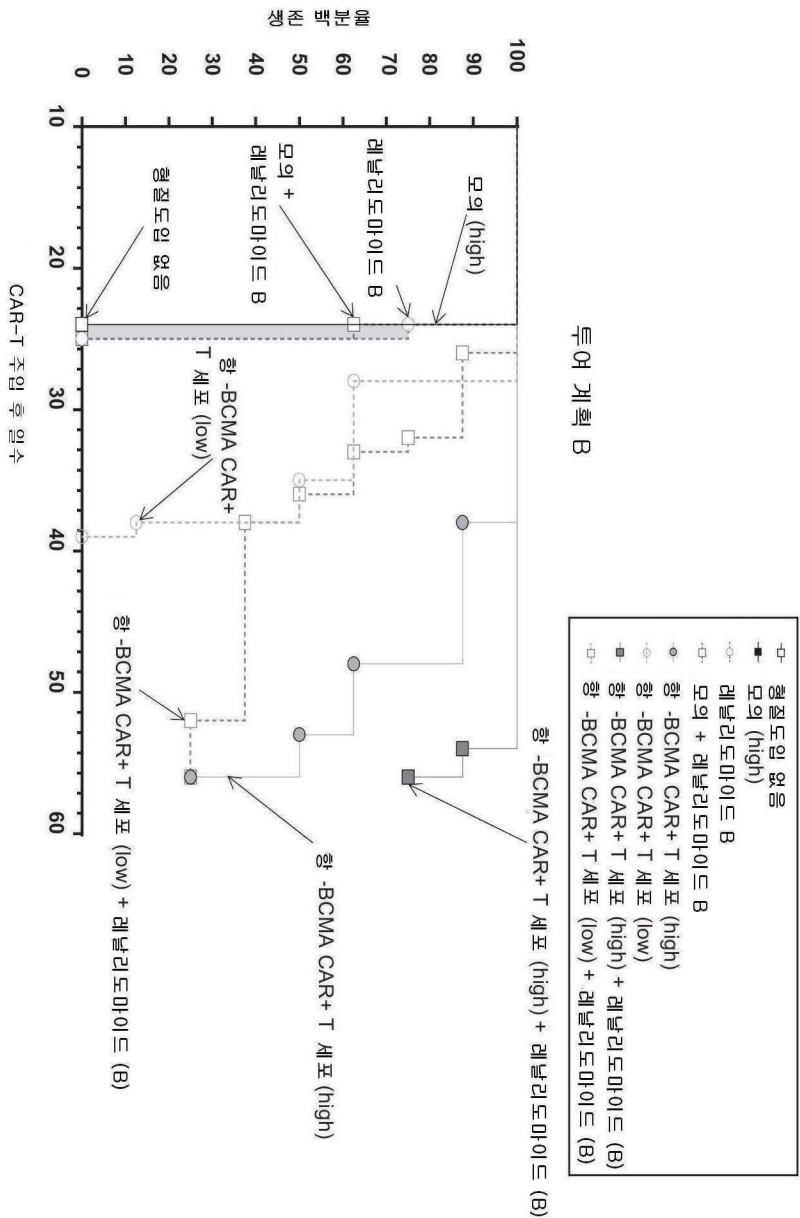 투여 계획 B
형질도입 없음
모의 (high)
레날리도마이드 B
모의 + 레날리도마이드 B
항 -BCMA CAR+ T 세포 (high)
항 -BCMA CAR+ T 세포 (low)
항 -BCMA CAR+ T 세포 (high) + 레날리도마이드 (B)
항 -BCMA CAR+ T 세포 (low) + 레날리도마이드 (B)
생존 백분율
100
90
80
70
60
50
40
30
20
10
0
모의 (high)
레날리도마이드 B
모의 +
레날리도마이드 B
형질도입 없음
항 -BCMA CAR+
T 세포 (low)
항 -BCMA CAR+ T 세포 (high) + 레날리도마이드 (B)
항 -BCMA CAR+ T 세포 (high)
항 -BCMA CAR+ T 세포 (low) + 레날리도마이드 (B)
10
20
30
40
50
60
CAR-T 주입 후 일수